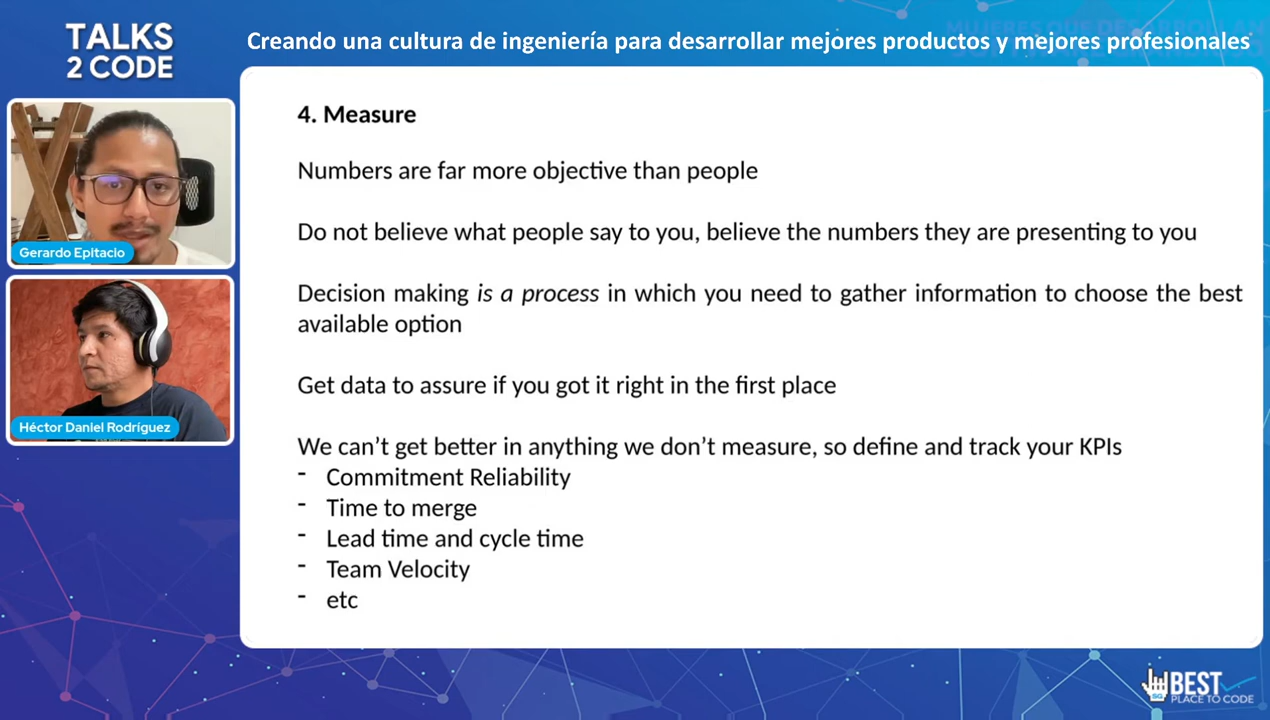 TALKS
2 CODE
Creando una cultura de ingeniería para desarrollar mejores productos y mejores profesionales
Gerardo Epitacio
Héctor Daniel Rodríguez
4. Measure
Numbers are far more objective than people
Do not believe what people say to you, believe the numbers they are presenting to you
Decision making is a process in which you need to gather information to choose the best
available option
Get data to assure if you got it right in the first place
We can’t get better in anything we don’t measure, so define and track your KPIs
- Commitment Reliability
- Time to merge
- Lead time and cycle time
- Team Velocity
- etc
SG
BEST
PLACE TO CODE